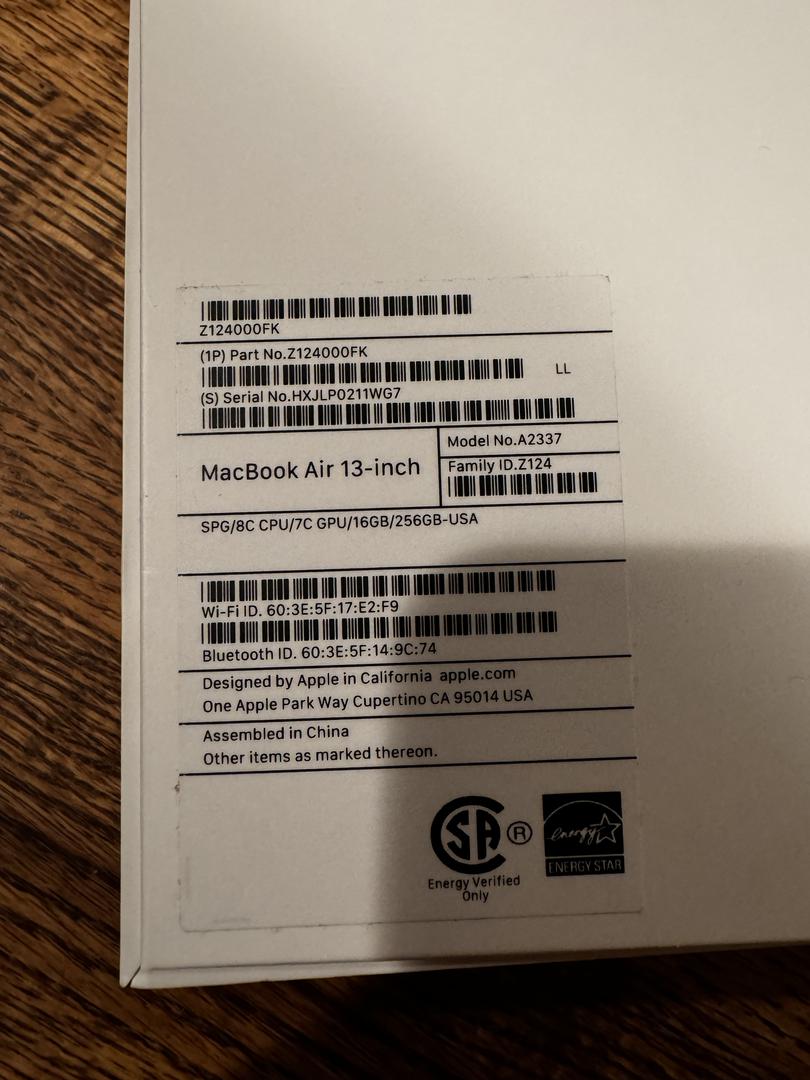 Z124000FK
(1P) Part No.Z124000FK
LL
(S) Serial No.HXJLP0211WG7
Model No.A2337
MacBook Air 13-inch
Family ID.Z124
SPG/8C CPU/7C GPU/16GB/256GB-USA
Wi-Fi ID. 60:3E:5F:17:E2:F9
Bluetooth ID. 60:3E:5F:14:9C:74
Designed by Apple in California apple.com
One Apple Park Way Cupertino CA 95014 USA
Assembled in China
Other items as marked thereon.
SA ®
energy
ENERGY STAR
Energy Verified
Only